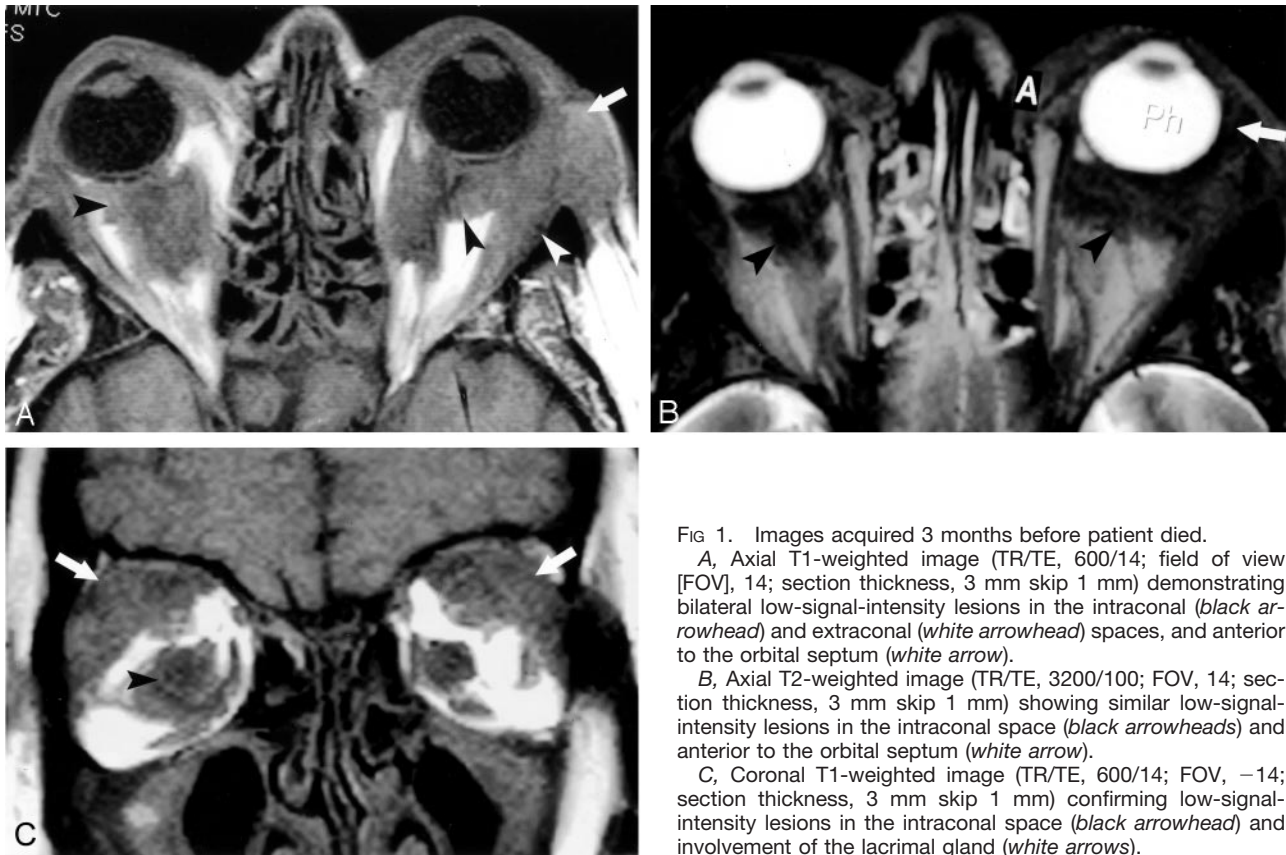 MTC
FS
A
A
Ph
B
C
FIG 1. Images acquired 3 months before patient died.
A, Axial T1-weighted image (TR/TE, 600/14; field of view
[FOV], 14; section thickness, 3 mm skip 1 mm) demonstrating
bilateral low-signal-intensity lesions in the intraconal (black ar-
rowhead) and extraconal (white arrowhead) spaces, and anterior
to the orbital septum (white arrow).
B, Axial T2-weighted image (TR/TE, 3200/100; FOV, 14; sec-
tion thickness, 3 mm skip 1 mm) showing similar low-signal-
intensity lesions in the intraconal space (black arrowheads) and
anterior to the orbital septum (white arrow).
C, Coronal T1-weighted image (TR/TE, 600/14; FOV, −14;
section thickness, 3 mm skip 1 mm) confirming low-signal-
intensity lesions in the intraconal space (black arrowhead) and
involvement of the lacrimal gland (white arrows).